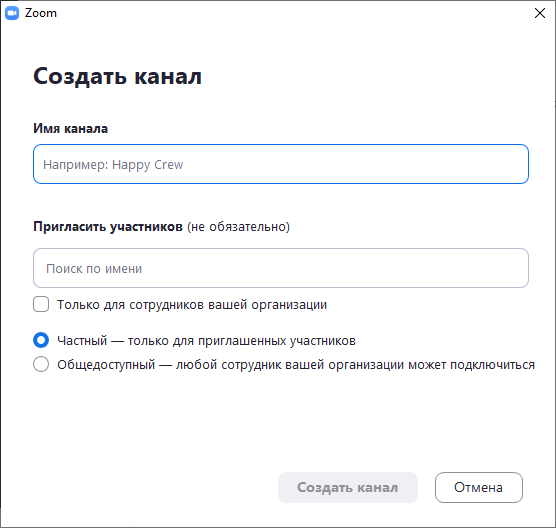 Zoom
Создать канал
Имя канала
Например: Happy Crew
Пригласить участников (не обязательно)
Поиск по имени
Только для сотрудников вашей организации
Частный — только для приглашенных участников
Общедоступный — любой сотрудник вашей организации может подключиться
Создать канал Отмена